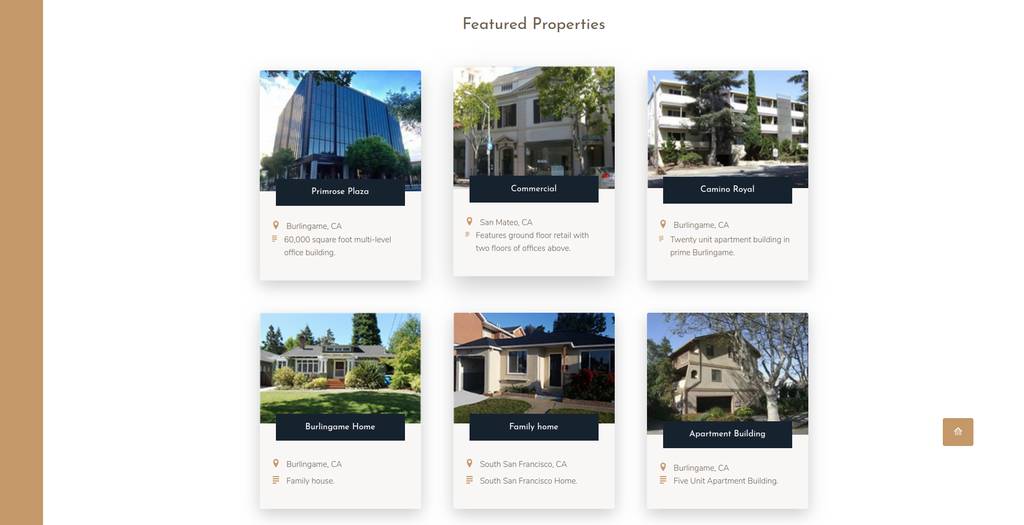 Featured Properties
Primrose Plaza
Burlingame, CA
60,000 square foot multi-level
office building.
Commercial
San Mateo, CA
Features ground floor retail with
two floors of offices above.
Camino Royal
Burlingame, CA
Twenty unit apartment building in
prime Burlingame.
Burlingame Home
Burlingame, CA
Family house.
Family home
South San Francisco, CA
South San Francisco Home.
Apartment Building
Burlingame, CA
Five Unit Apartment Building.